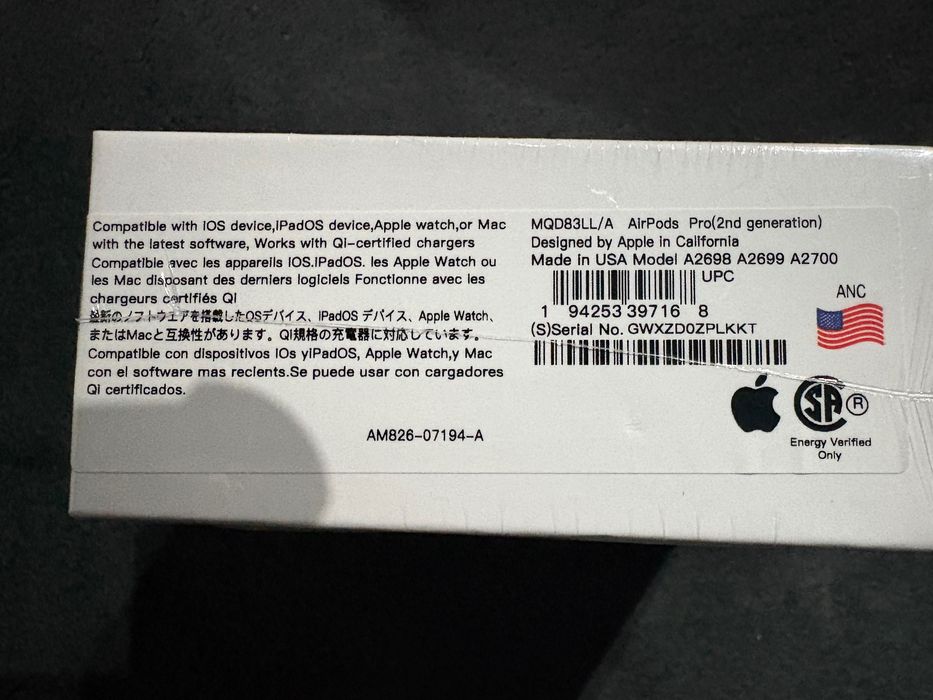 Compatible with iOS device,iPadOS device,Apple watch,or Mac
with the latest software, Works with Qi-certified chargers
Compatible avec les appareils IOS.iPadOS. les Apple Watch ou
les Mac disposant des derniers logiciels Fonctionne avec les
chargeurs certifiés QI
最新のソフトウェアを搭載したOSデバイス、iPadOS デバイス、Apple Watch、
またはMacと互換性があります。QI規格の充電器に対応しています。
Compatible con dispositivos IOs yiPadOS, Apple Watch,y Mac
con el software mas recients.Se puede usar con cargadores
Qi certificados.
AM826-07194-A
MQD83LL/A AirPods Pro(2nd generation)
Designed by Apple in California
Made in USA Model A2698 A2699 A2700
UPC
1 94253 39716 8
(S)Serial No. GWXZD0ZPLKKT
ANC
SA ®
Energy Verified
Only